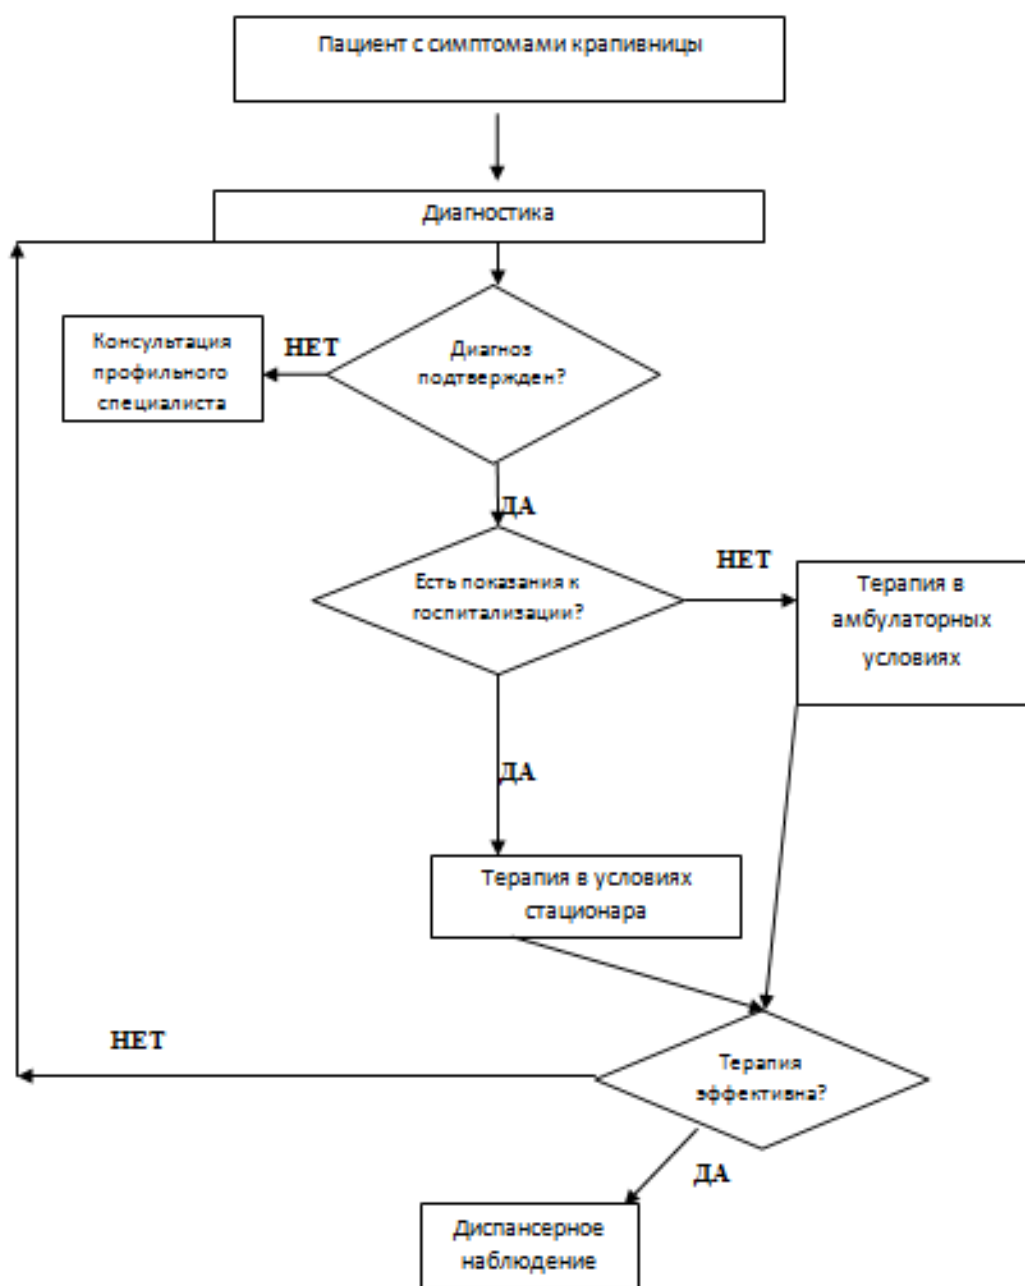 Пациент с симптомами крапивницы
Диагностика
Консультация
профильного
специалиста
НЕТ
Диагноз
подтвержден?
ДА
Есть показания к
госпитализации?
НЕТ
Терапия в
амбулаторных
условиях
ДА
Терапия в условиях
стационара
НЕТ
Терапия
эффективна?
ДА
Диспансерное
наблюдение